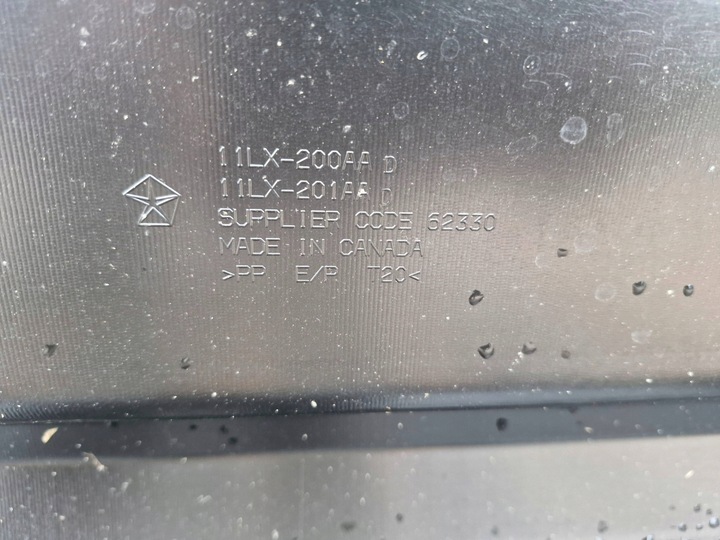 11LX-200AA D
11LX-201AA D
SUPPLIER CODE 62330
MADE IN CANADA
>PP E/P T20<